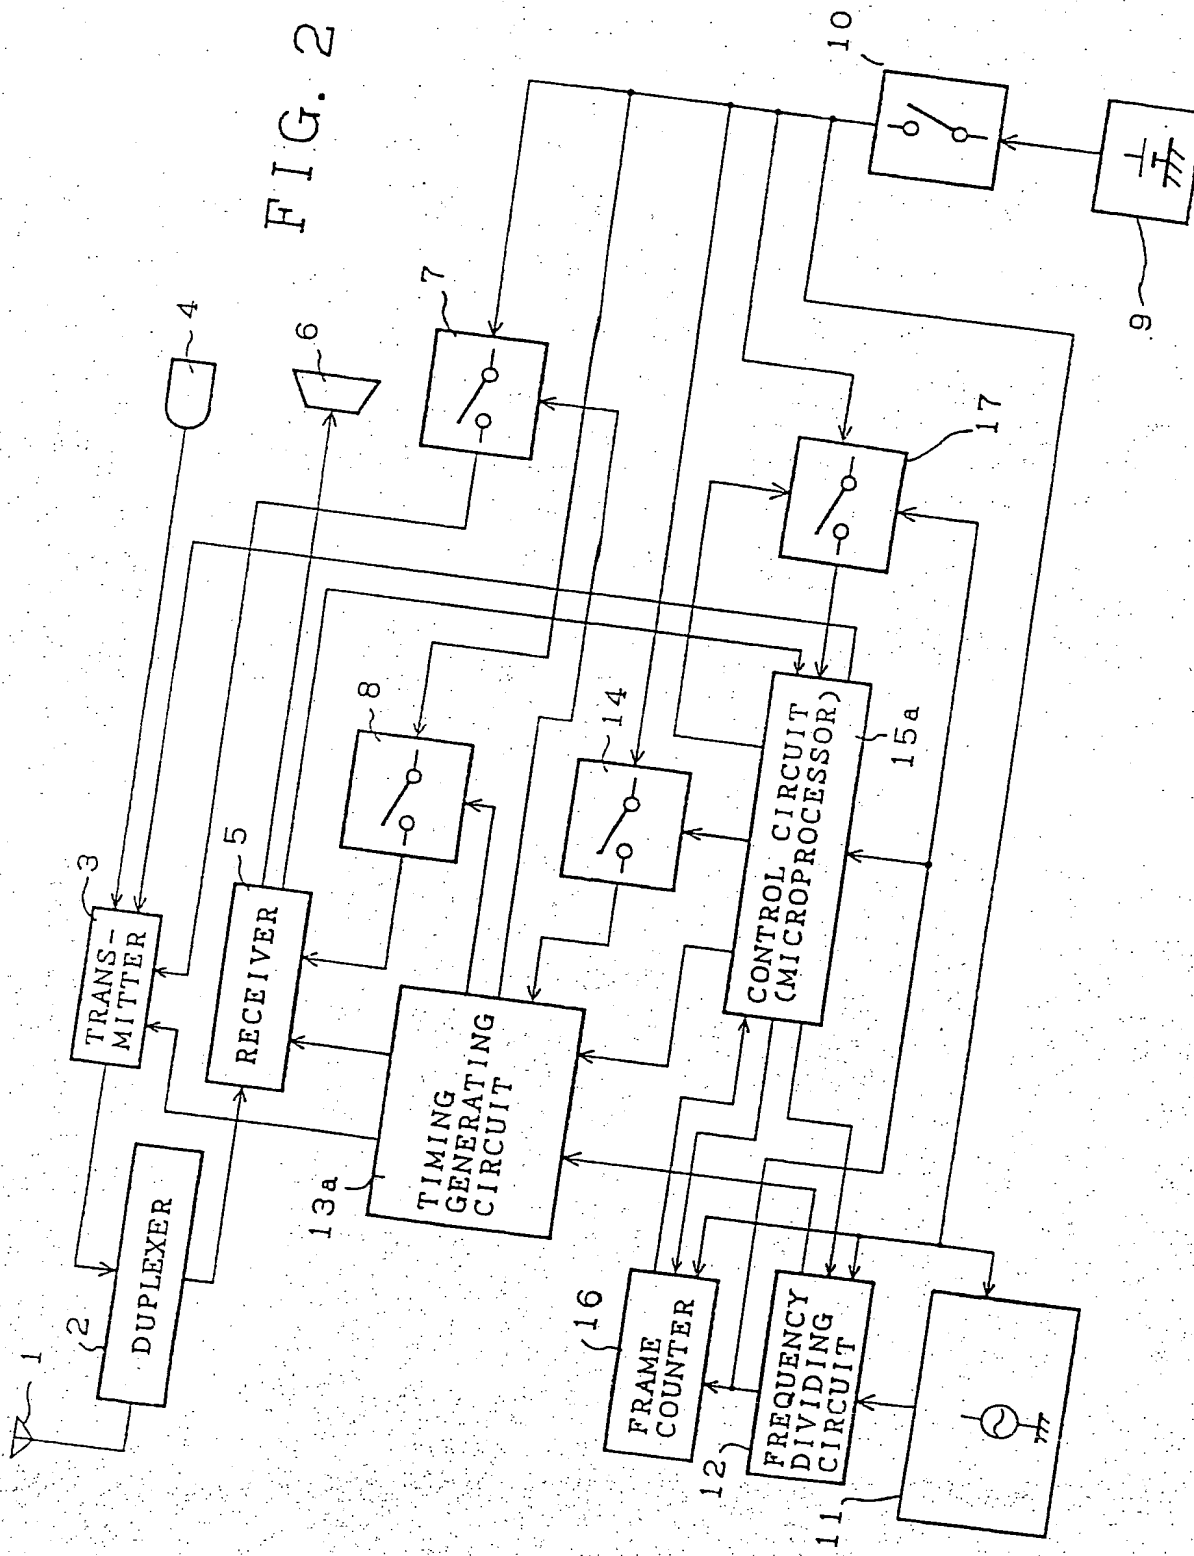 FIG. 2
1
2
DUPLEXER
3
TRANS-
MITTER
4
5
RECEIVER
6
7
8
13a
TIMING
GENERATING
CIRCUIT
14
16
FRAME
COUNTER
12
FREQUENCY
DIVIDING
CIRCUIT
CONTROL CIRCUIT
(MICROPROCESSOR)
15a
17
10
9
11